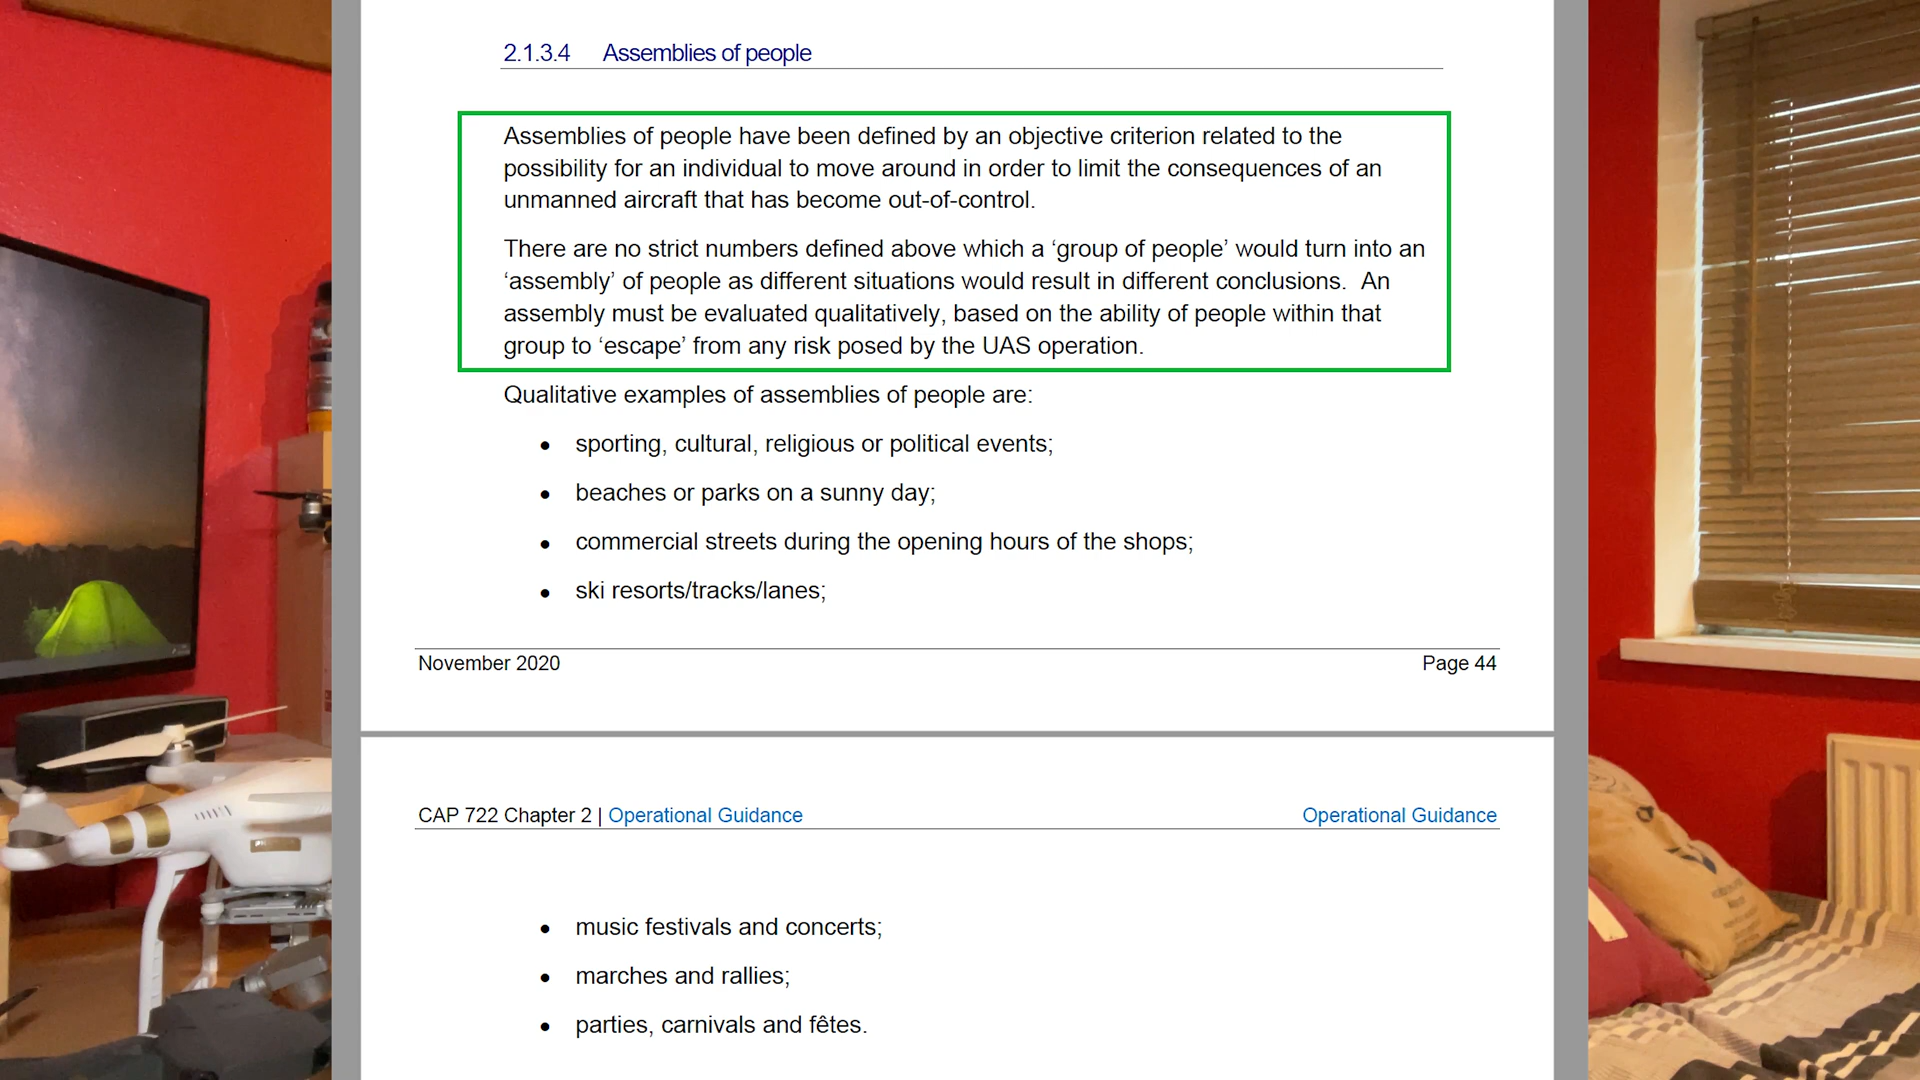 2.1.3.4 Assemblies of people
Assemblies of people have been defined by an objective criterion related to the
possibility for an individual to move around in order to limit the consequences of an
unmanned aircraft that has become out-of-control.
There are no strict numbers defined above which a ‘group of people’ would turn into an
‘assembly’ of people as different situations would result in different conclusions. An
assembly must be evaluated qualitatively, based on the ability of people within that
group to ‘escape’ from any risk posed by the UAS operation.
Qualitative examples of assemblies of people are:
• sporting, cultural, religious or political events;
• beaches or parks on a sunny day;
• commercial streets during the opening hours of the shops;
• ski resorts/tracks/lanes;
November 2020 Page 44
CAP 722 Chapter 2 | Operational Guidance Operational Guidance
• music festivals and concerts;
• marches and rallies;
• parties, carnivals and fêtes.